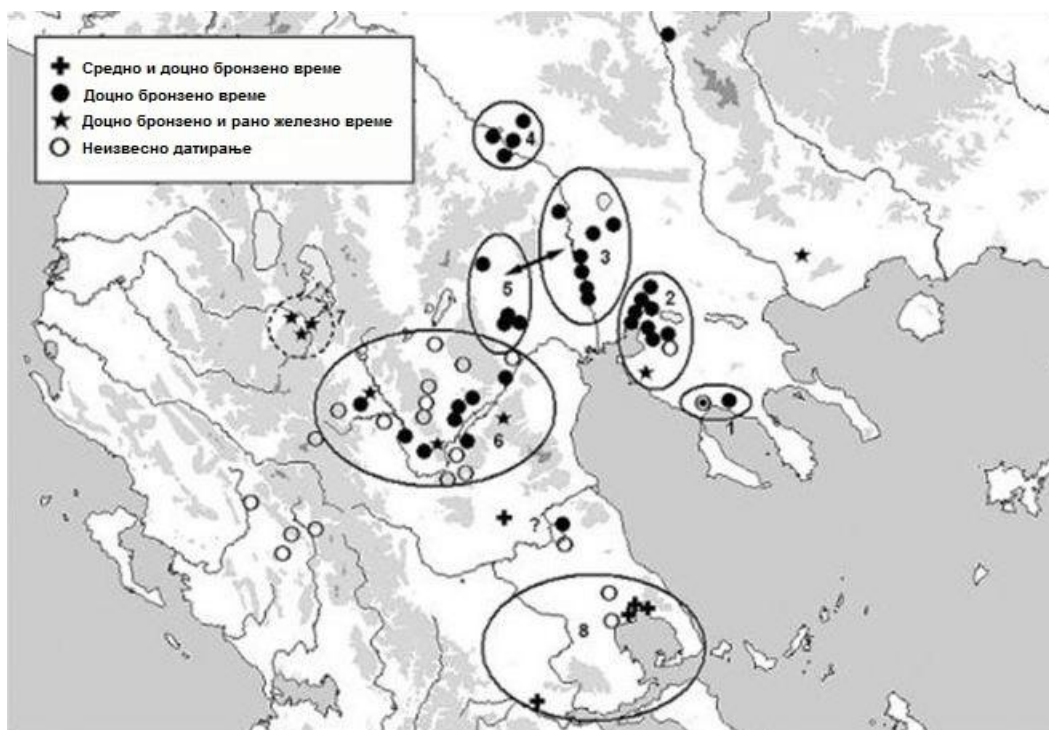 Средно и доцно бронзено време
Доцно бронзено време
Доцно бронзено и рано железно време
Неизвесно датирање
4
3
5
2
7
6
1
?
8